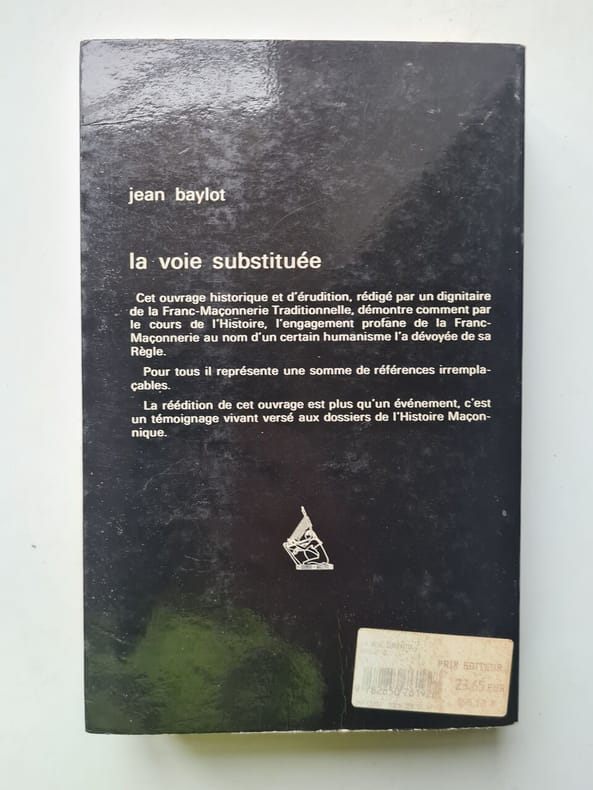 jean baylot
la voie substituée
Cet ouvrage historique et d'érudition, rédigé par un dignitaire
de la Franc-Maçonnerie Traditionnelle, démontre comment par
le cours de l'Histoire, l'engagement profane de la Franc-
Maçonnerie au nom d'un certain humanisme l'a dévoyée de sa
Règle.
Pour tous il représente une somme de références irrempla-
çables.
La réédition de cet ouvrage est plus qu'un événement, c'est
un témoignage vivant versé aux dossiers de l'Histoire Maçon-
nique.
PRIX EDITEUR
23.65 EUR